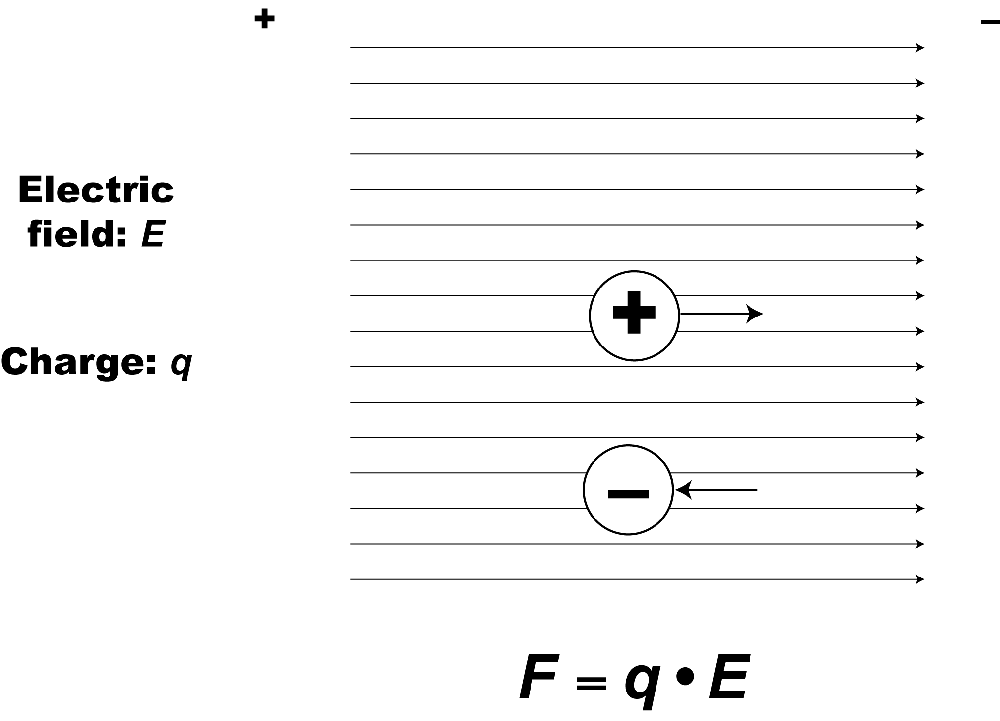 + −
Electric
field: E
+
Charge: q
−
F = q • E